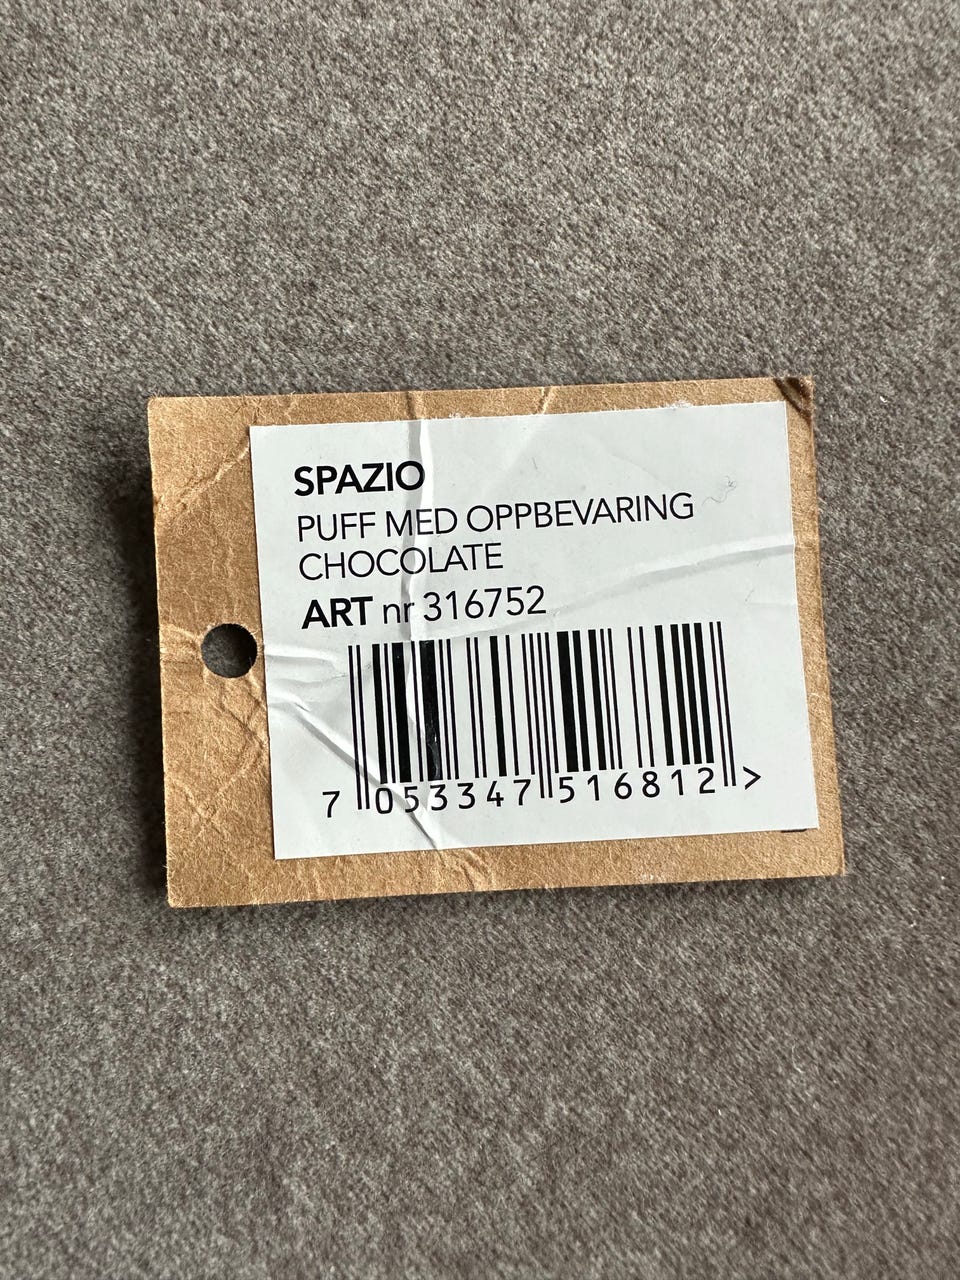 SPAZIO
PUFF MED OPPBEVARING
CHOCOLATE
ART nr 316752
7 053347 516812 >